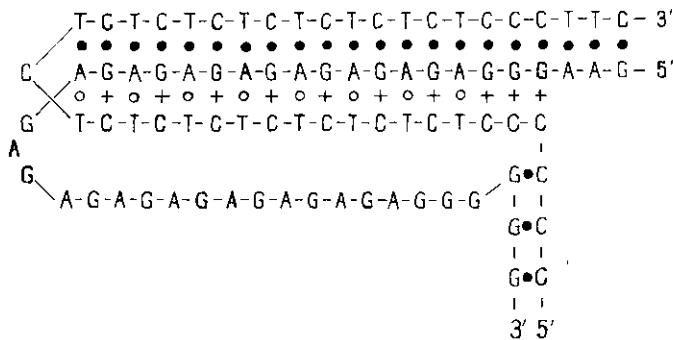 T-C-T-C-T-C-T-C-T-C-T-C-T-C-T-C-C-C-T-T-C-3'
C
A-G-A-G-A-G-A-G-A-G-A-G-A-G-A-G-G-G-A-A-G-5'
o + o + o + o + o + o + o + o + + +
G
T-C-T-C-T-C-T-C-T-C-T-C-T-C-T-C-C-C
A
G
A-G-A-G-A-G-A-G-A-G-A-G-A-G-G-G
G•C
G•C
G•C
3' 5'